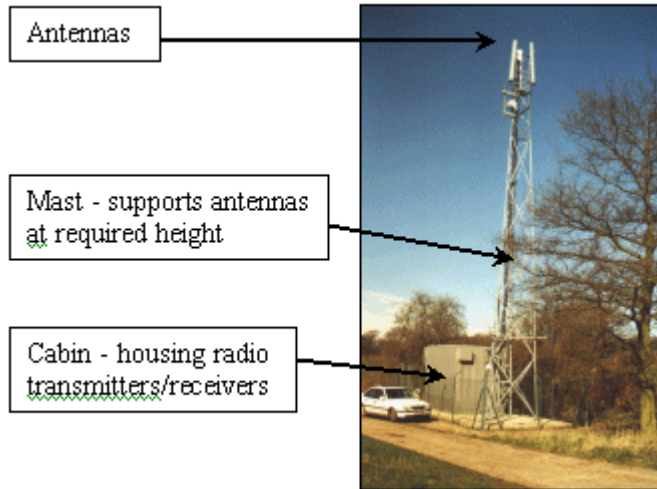 Antennas
Mast - supports antennas
at required height
Cabin - housing radio
transmitters/receivers